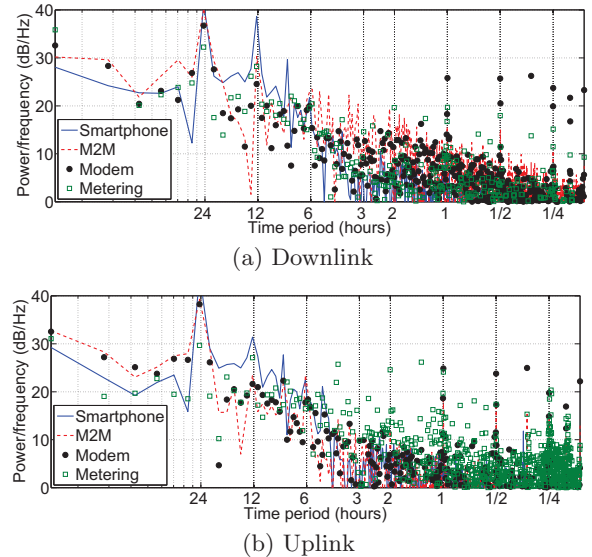 40
30
20
10
0
Power/frequency (dB/Hz)
Smartphone
M2M
Modem
Metering
24 12 6 3 2 1 1/2 1/4
Time period (hours)
(a) Downlink
40
30
20
10
0
Power/frequency (dB/Hz)
Smartphone
M2M
Modem
Metering
24 12 6 3 2 1 1/2 1/4
Time period (hours)
(b) Uplink